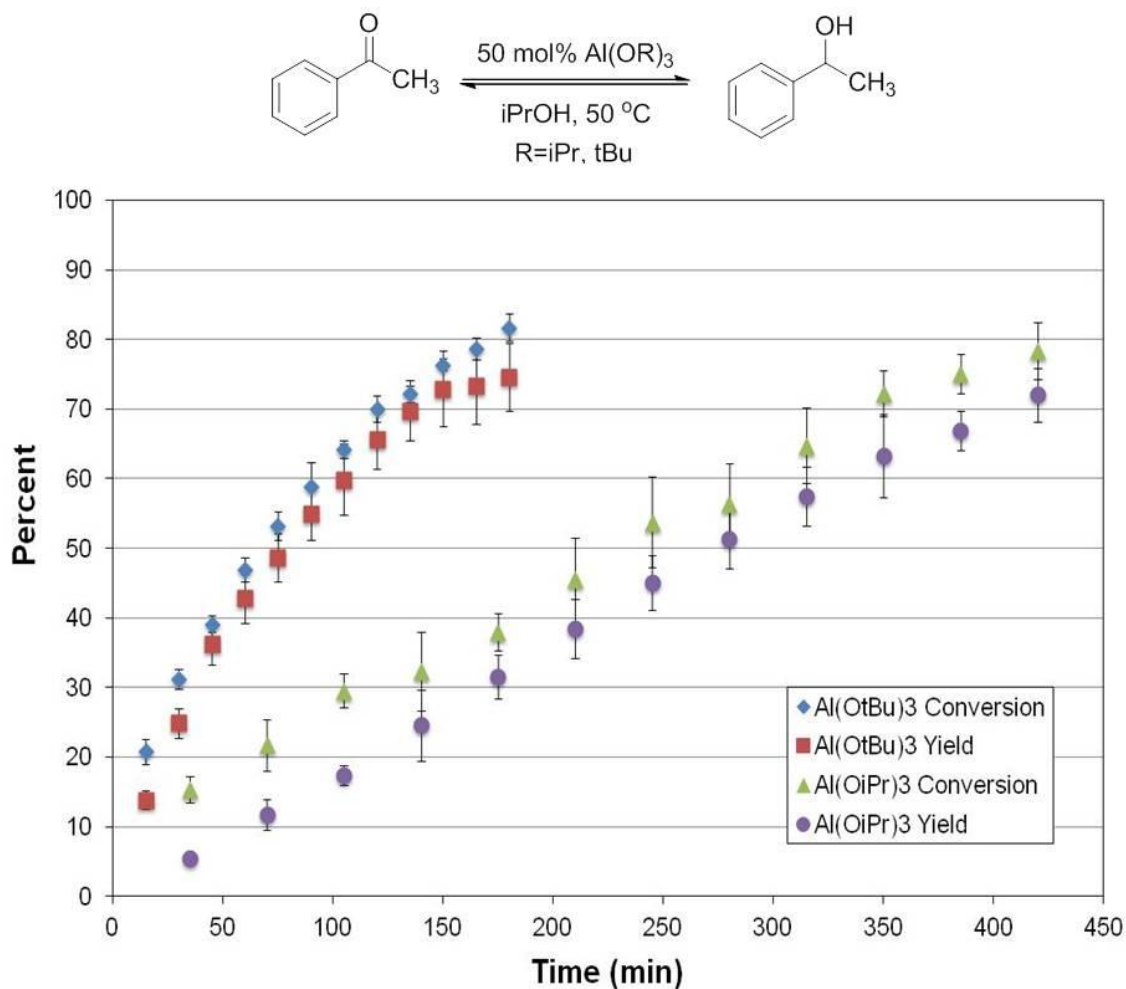 O
OH
50 mol% Al(OR)3
CH3
CH3
iPrOH, 50 oC
R=iPr, tBu
100
90
80
70
60
50
40
30
20
10
0
Percent
Al(OtBu)3 Conversion
Al(OtBu)3 Yield
Al(OiPr)3 Conversion
Al(OiPr)3 Yield
0 50 100 150 200 250 300 350 400 450
Time (min)